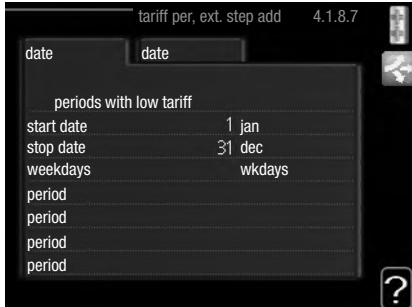 tariff per, ext. step add 4.1.8.7
date date
periods with low tariff
start date 1 jan
stop date 31 dec
weekdays wkdays
period
period
period
period
?